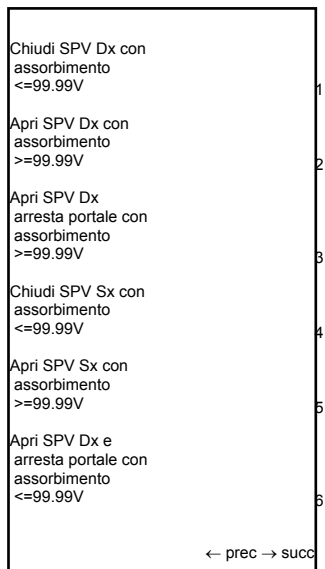 Chiudi SPV Dx con
assorbimento
<=99.99V
1
Apri SPV Dx con
assorbimento
>=99.99V
2
Apri SPV Dx
arresta portale con
assorbimento
>=99.99V
3
Chiudi SPV Sx con
assorbimento
<=99.99V
4
Apri SPV Sx con
assorbimento
>=99.99V
5
Apri SPV Dx e
arresta portale con
assorbimento
<=99.99V
6
← prec → succ